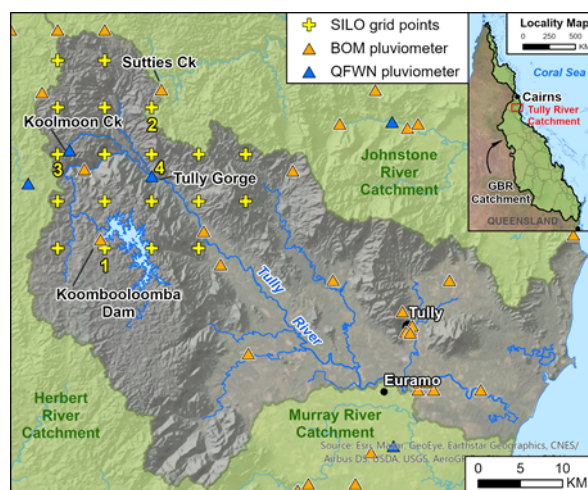 SILO grid points
BOM pluviometer
QFWN pluviometer
Locality Map
0 250 500
KM
Coral Sea
Cairns
Tully River
Catchment
GBR
Catchment
QUEENSLAND
Sutties Ck
2
Koolmoon Ck
3
4
Tully Gorge
Johnstone
River
Catchment
1
Koombooloomba
Dam
Tully
River
Tully
Euramo
Herbert
River
Catchment
Murray River
Catchment
Source: Esri, Maxar, GeoEye, Earthstar Geographics, CNES/
Airbus DS, USDA, USGS, AeroG
0 5 10
KM